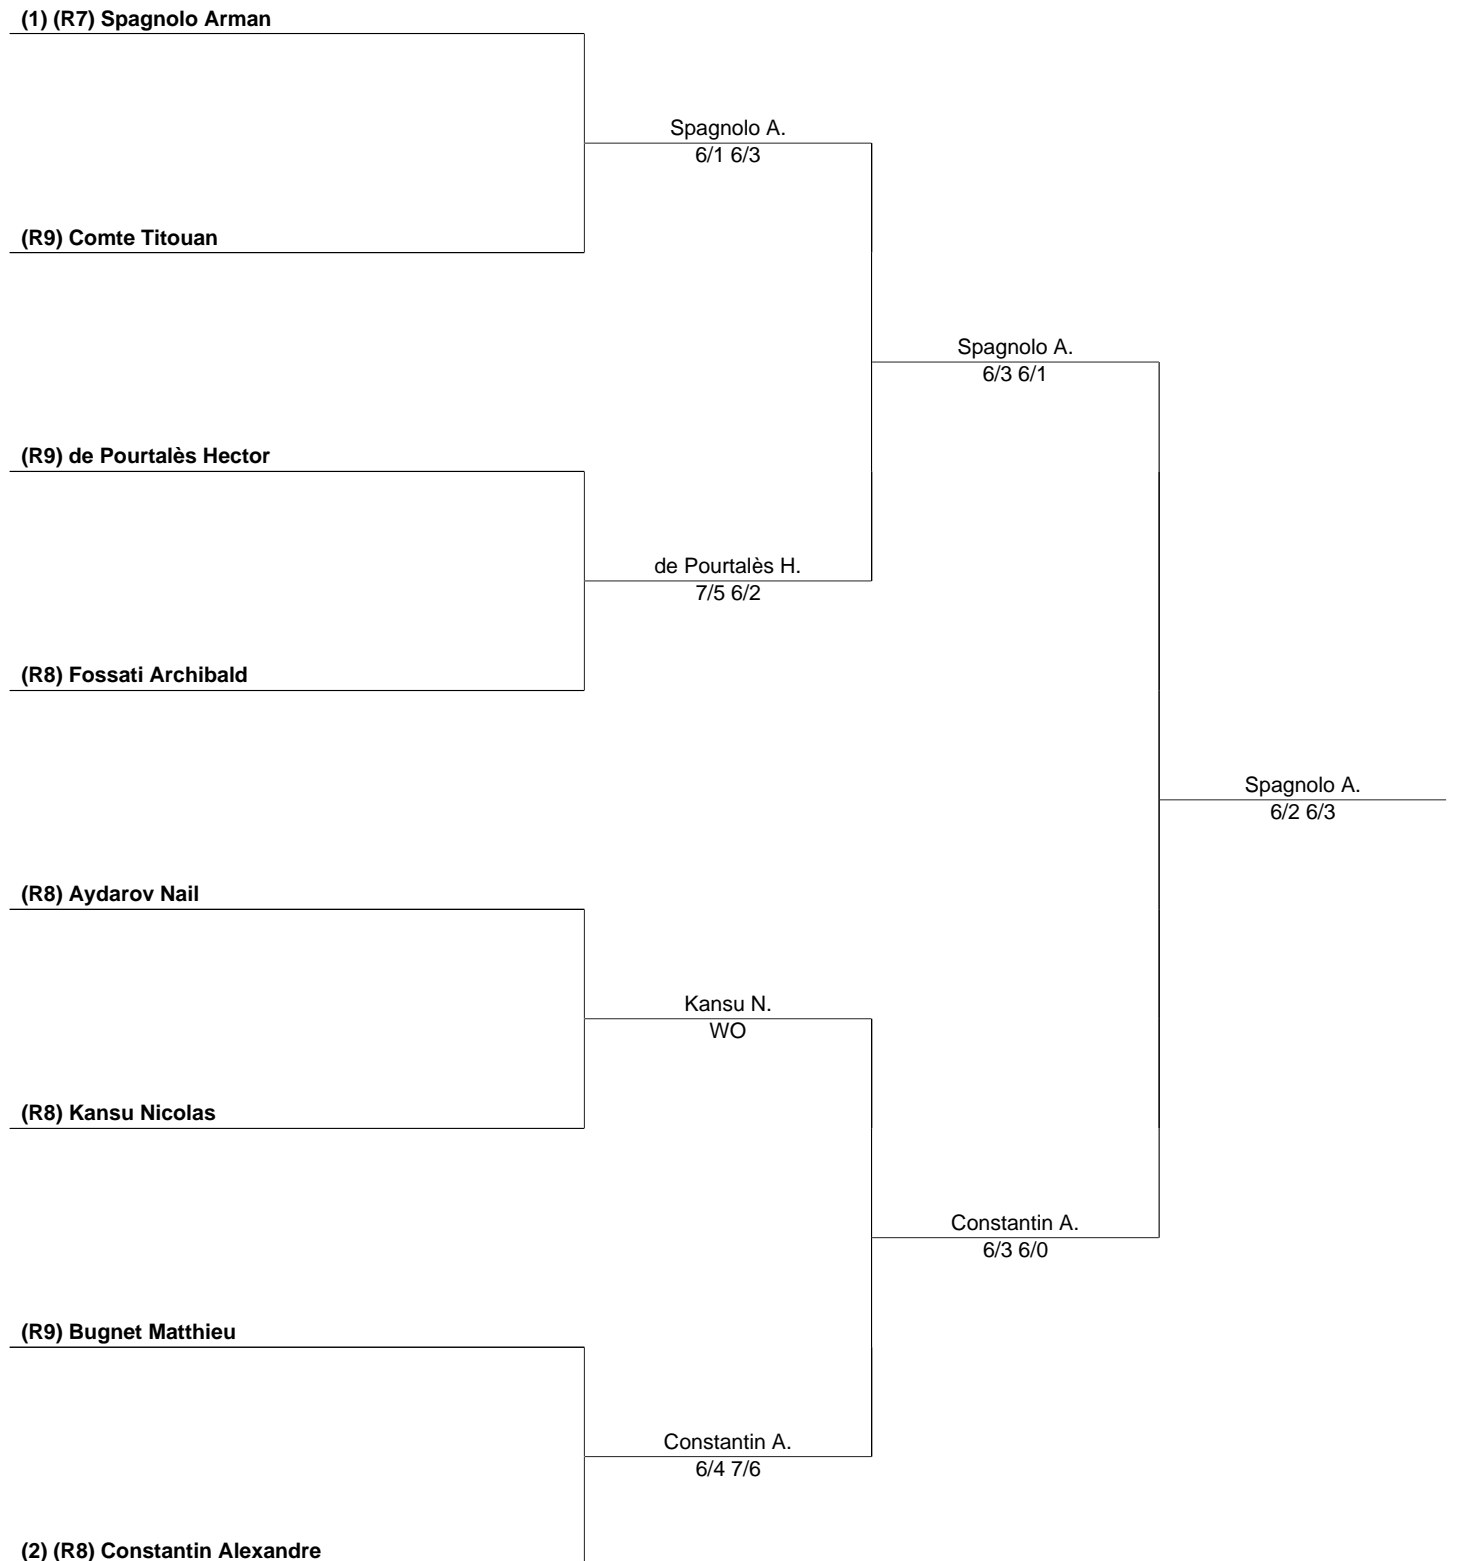 (1) (R7) Spagnolo Arman
Spagnolo A.
6/1 6/3
(R9) Comte Titouan
Spagnolo A.
6/3 6/1
(R9) de Pourtalès Hector
de Pourtalès H.
7/5 6/2
(R8) Fossati Archibald
Spagnolo A.
6/2 6/3
(R8) Aydarov Nail
Kansu N.
WO
(R8) Kansu Nicolas
Constantin A.
6/3 6/0
(R9) Bugnet Matthieu
Constantin A.
6/4 7/6
(2) (R8) Constantin Alexandre